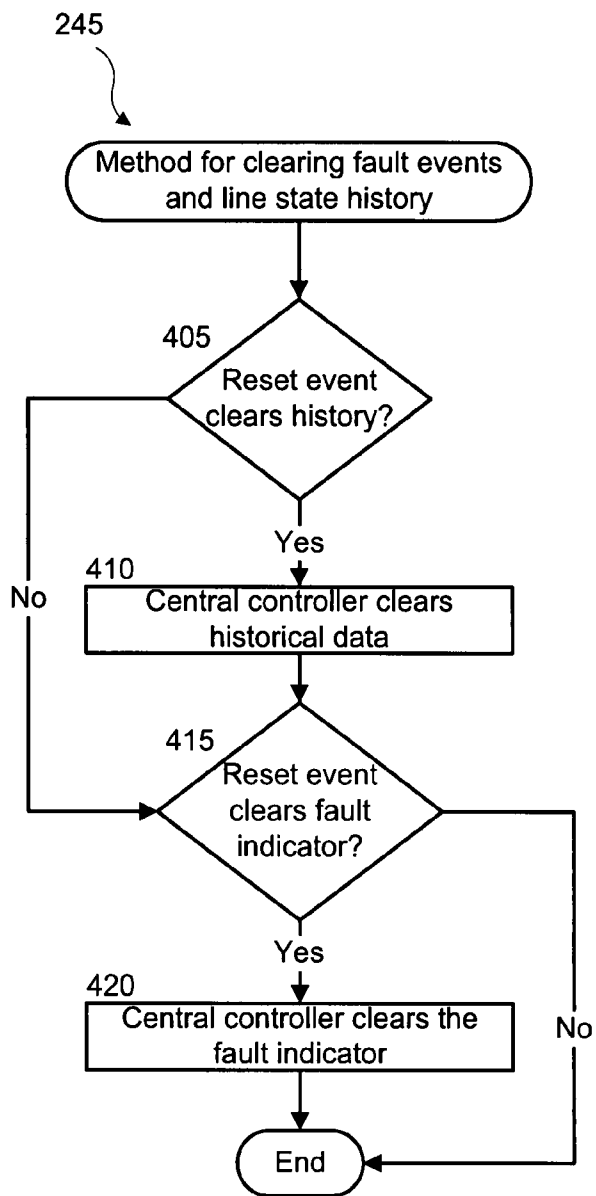 245
Method for clearing fault events
and line state history
405
Reset event
clears history?
Yes
410
No
Central controller clears
historical data
415
Reset event
clears fault
indicator?
Yes
420
Central controller clears the
fault indicator
No
End